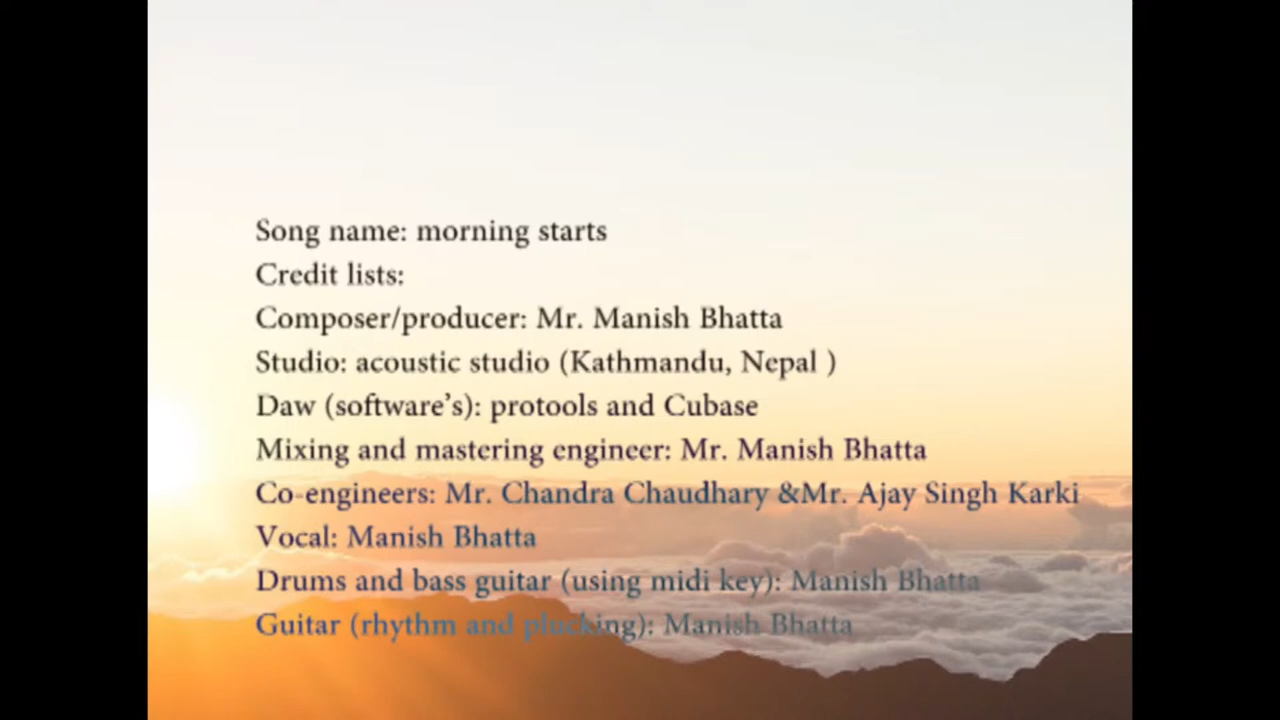 Song name: morning starts
Credit lists:
Composer/producer: Mr. Manish Bhatta
Studio: acoustic studio (Kathmandu, Nepal )
Daw (software’s): protools and Cubase
Mixing and mastering engineer: Mr. Manish Bhatta
Co-engineers: Mr. Chandra Chaudhary &Mr. Ajay Singh Karki
Vocal: Manish Bhatta
Drums and bass guitar (using midi key): Manish Bhatta
Guitar (rhythm and plucking): Manish Bhatta